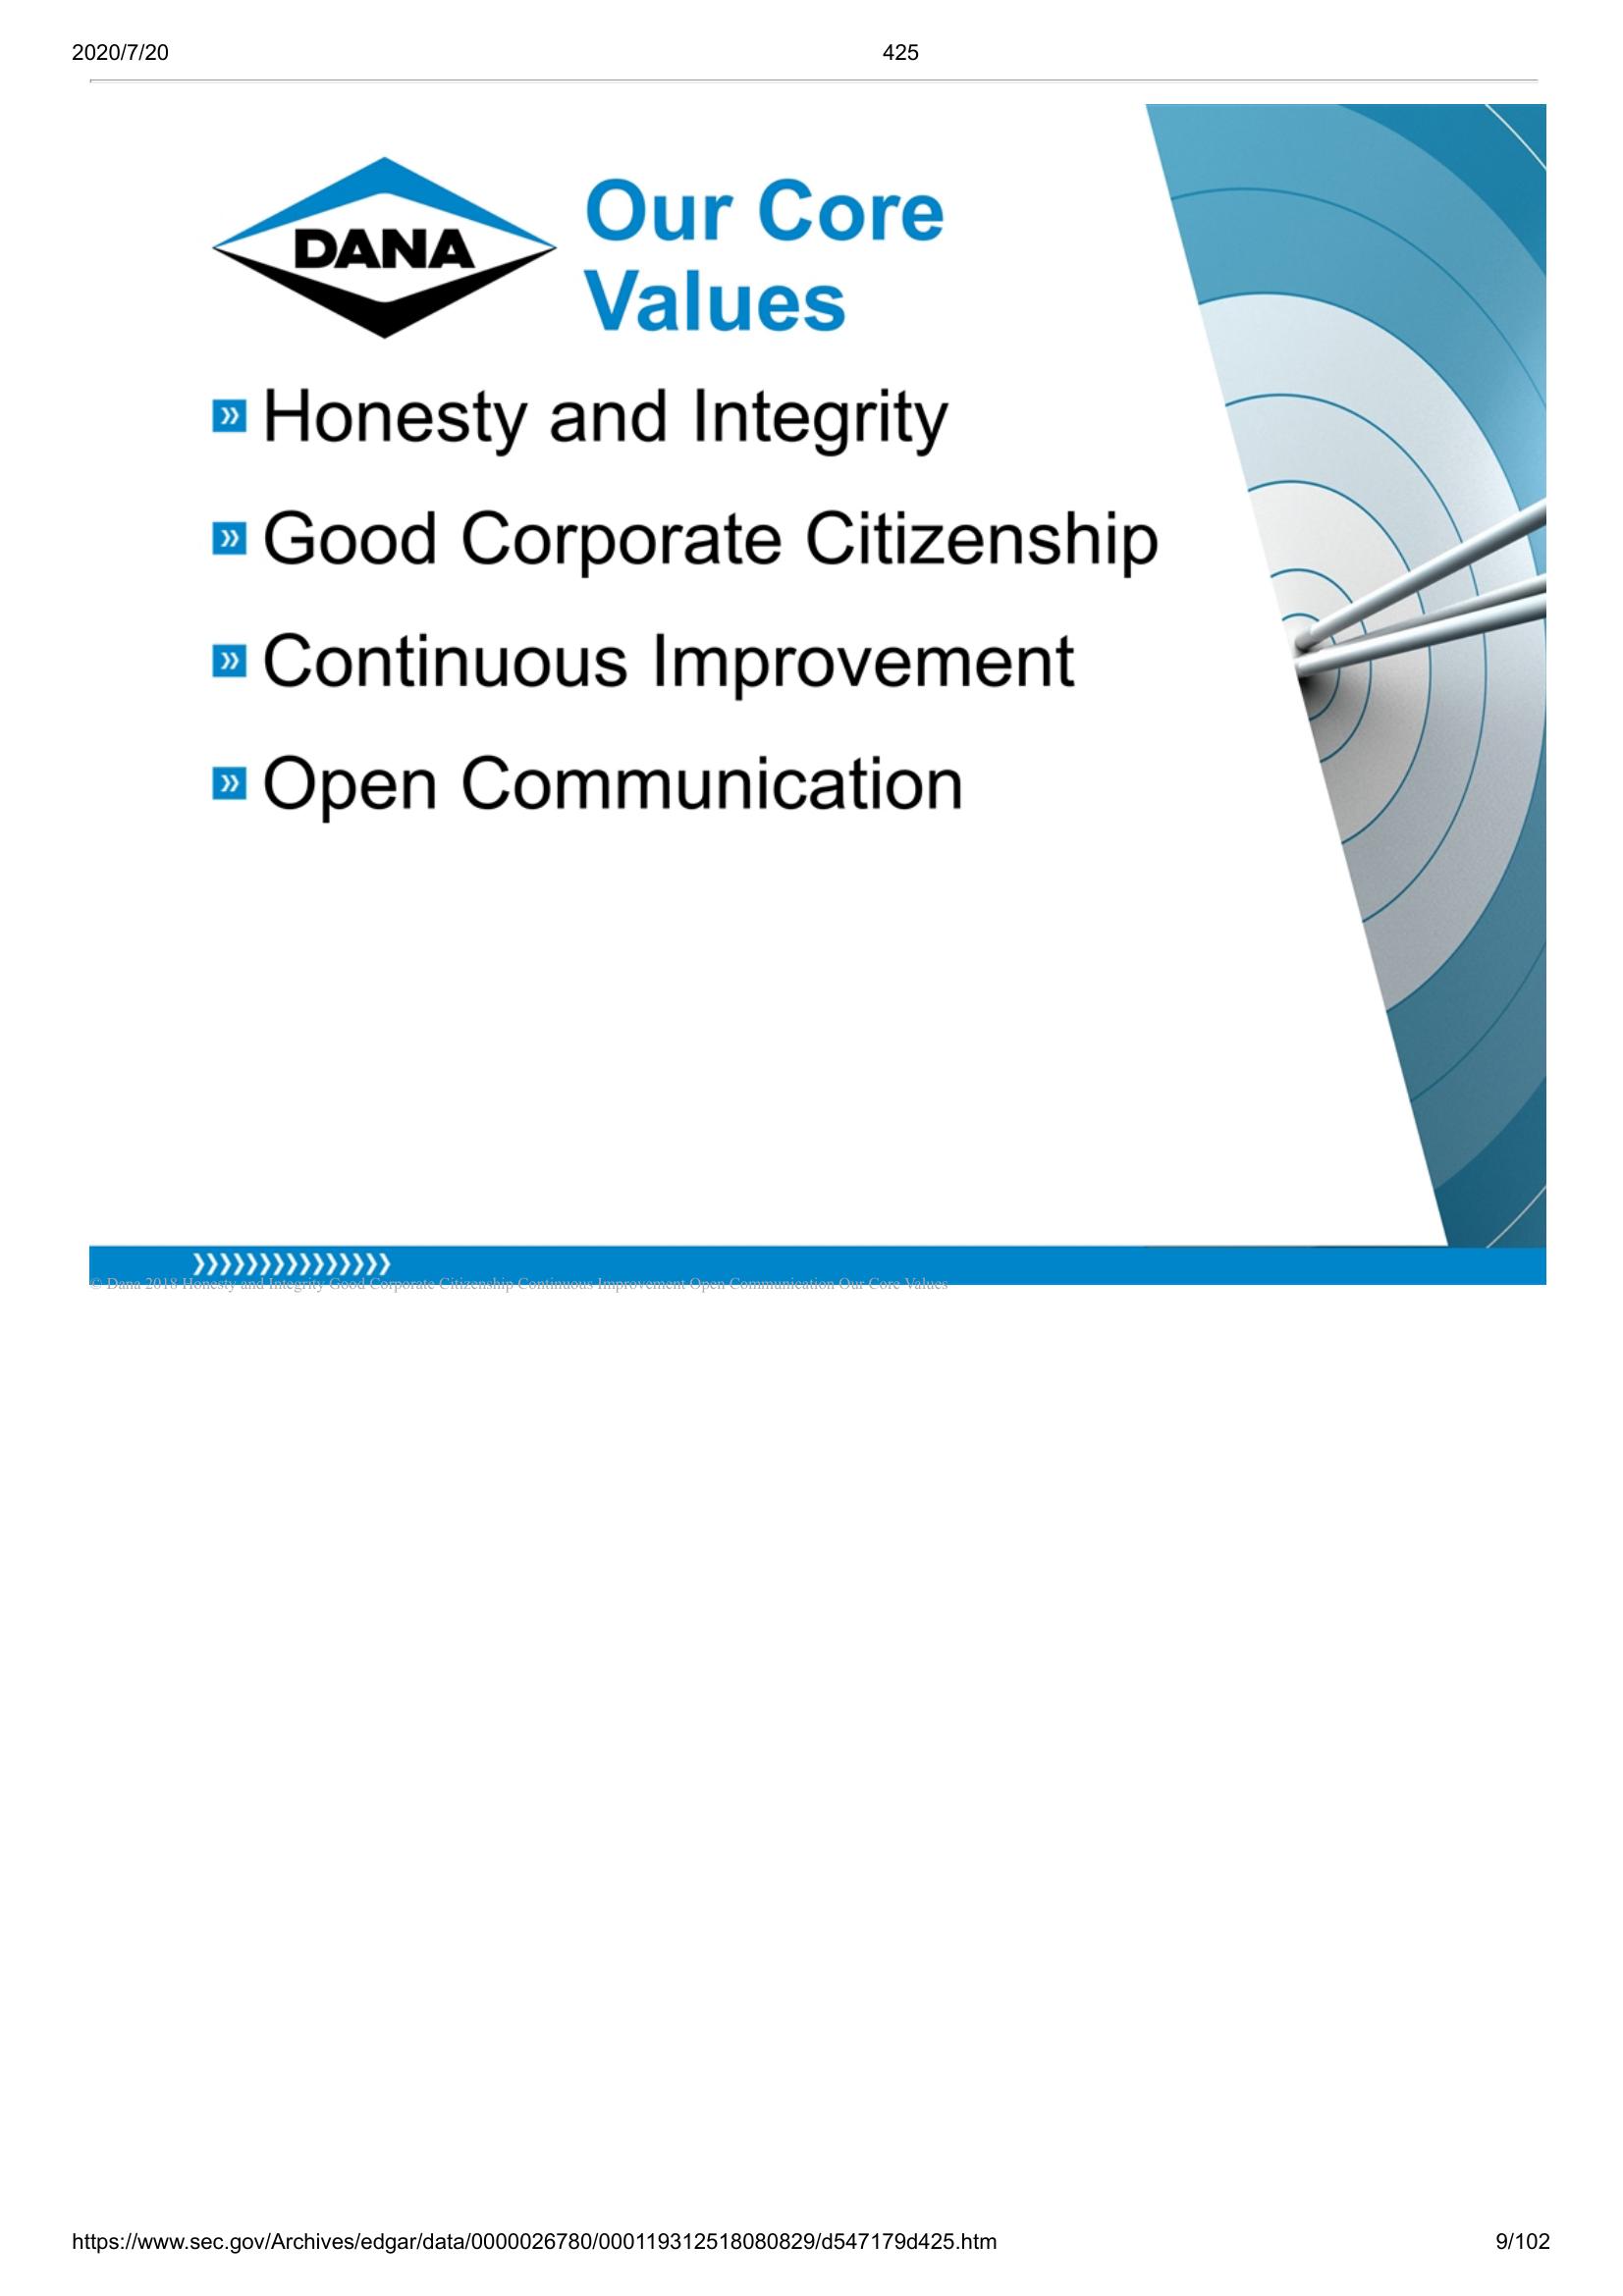 2020/7/20 425
DANA
Our Core
Values
Honesty and Integrity
Good Corporate Citizenship
Continuous Improvement
Open Communication
© Dana 2018 Honesty and Integrity Good Corporate Citizenship Continuous Improvement Open Communication Our Core Values
https://www.sec.gov/Archives/edgar/data/0000026780/000119312518080829/d547179d425.htm 9/102